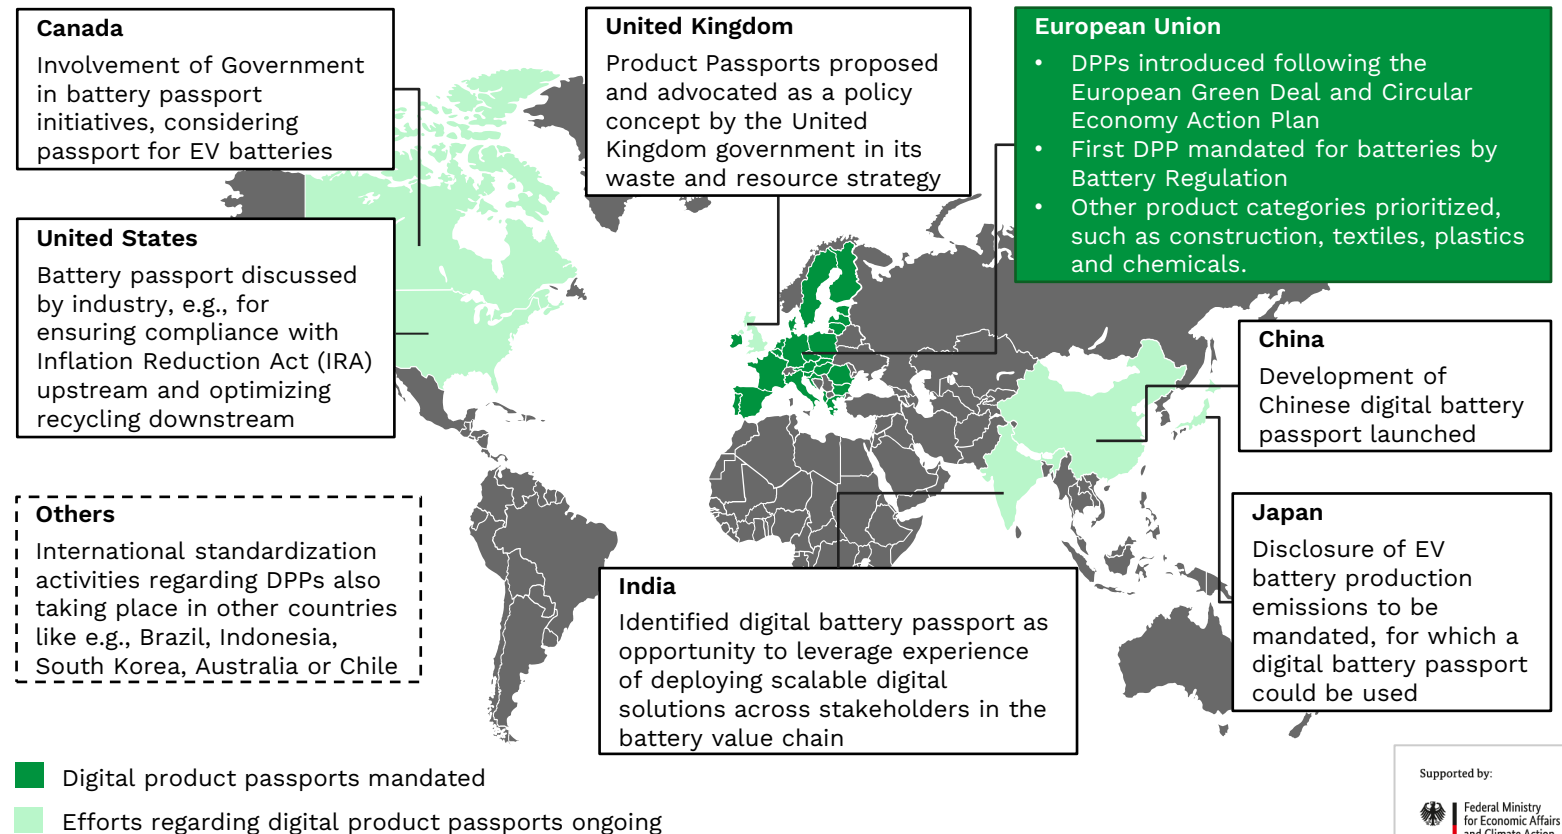 Canada
Involvement of Government
in battery passport
initiatives, considering
passport for EV batteries
United Kingdom
Product Passports proposed
and advocated as a policy
concept by the United
Kingdom government in its
waste and resource strategy
European Union
• DPPs introduced following the
European Green Deal and Circular
Economy Action Plan
• First DPP mandated for batteries by
Battery Regulation
• Other product categories prioritized,
such as construction, textiles, plastics
and chemicals.
United States
Battery passport discussed
by industry, e.g., for
ensuring compliance with
Inflation Reduction Act (IRA)
upstream and optimizing
recycling downstream
China
Development of
Chinese digital battery
passport launched
Others
International standardization
activities regarding DPPs also
taking place in other countries
like e.g., Brazil, Indonesia,
South Korea, Australia or Chile
India
Identified digital battery passport as
opportunity to leverage experience
of deploying scalable digital
solutions across stakeholders in the
battery value chain
Japan
Disclosure of EV
battery production
emissions to be
mandated, for which a
digital battery passport
could be used
Digital product passports mandated
Efforts regarding digital product passports ongoing
Supported by:
Federal Ministry
for Economic Affairs
and Climate Action